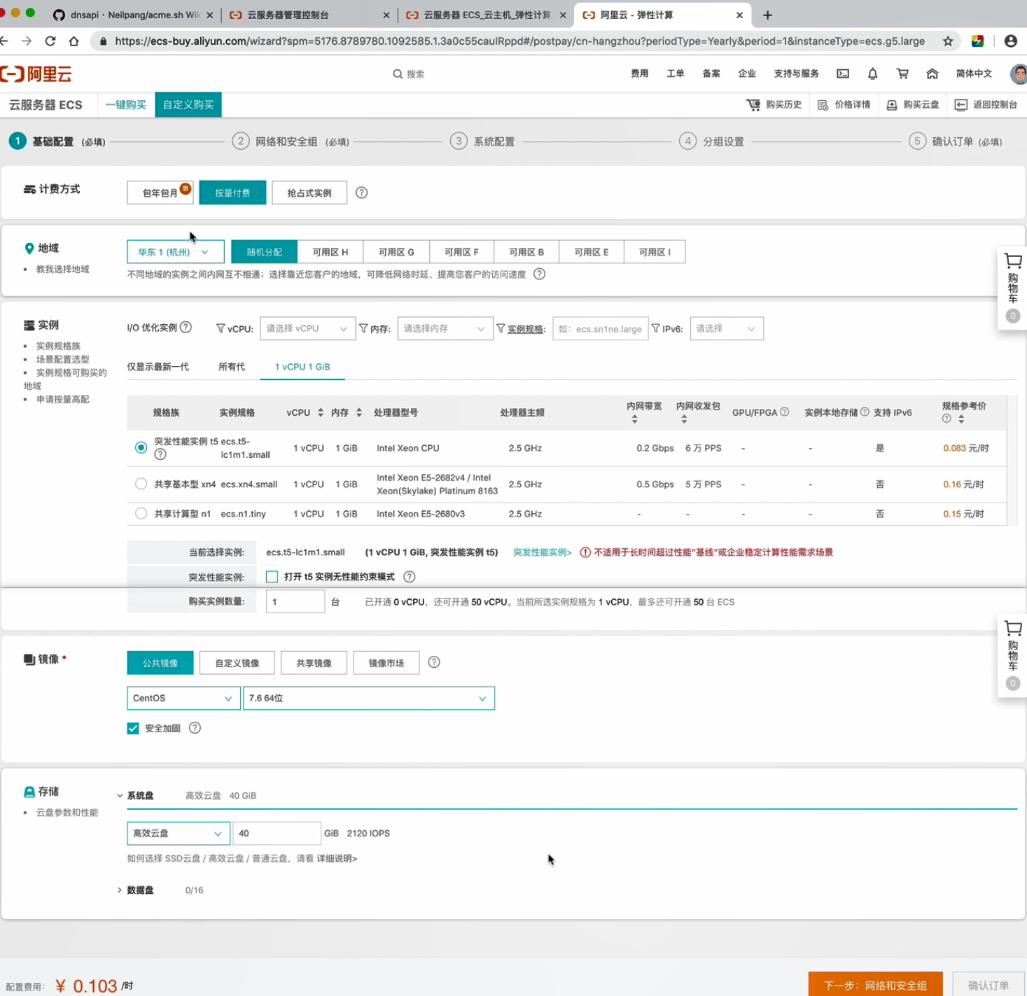 dnsapi · Neilpang/acme.sh Wi
云服务器管理控制台
云服务器 ECS_云主机_弹性计算
阿里云 - 弹性计算
https://ecs-buy.aliyun.com/wizard?spm=5176.8789780.1092585.1.3a0c55caulRppd#/postpay/cn-hangzhou?periodType=Yearly&period=1&instanceType=ecs.g5.large
阿里云 搜索 费用 工单 备案 企业 支持与服务 简体中文
云服务器 ECS 一键购买 自定义购买 购买历史 价格详情 购买云盘 返回控制台
1 基础配置 (必填) 2 网络和安全组 (必填) 3 系统配置 4 分组设置 5 确认订单 (必填)
计费方式 包年包月 惠 按量付费 抢占式实例
地域 华东 1 (杭州) 随机分配 可用区 H 可用区 G 可用区 F 可用区 B 可用区 E 可用区 I
教我选择地域
不同地域的实例之间内网互不相通；选择靠近您客户的地域，可降低网络时延、提高您客户的访问速度
购物车
0
实例
实例规格族
场景配置选型
实例规格可购买的
地域
申请按量高配
I/O 优化实例 vCPU: 请选择 vCPU 内存: 请选择内存 实例规格: 如: ecs.sn1ne.large IPv6: 请选择
仅显示最新一代 所有代 1 vCPU 1 GiB
规格族 实例规格 vCPU 内存 处理器型号 处理器主频 内网带宽 内网收发包 GPU/FPGA 实例本地存储 支持 IPv6 规格参考价
突发性能实例 t5 ecs.t5-lc1m1.small 1 vCPU 1 GiB Intel Xeon CPU 2.5 GHz 0.2 Gbps 6 万 PPS - - 是 0.083 元/时
共享基本型 xn4 ecs.xn4.small 1 vCPU 1 GiB Intel Xeon E5-2682v4 / Intel Xeon(Skylake) Platinum 8163 2.5 GHz 0.5 Gbps 5 万 PPS - - 否 0.16 元/时
共享计算型 n1 ecs.n1.tiny 1 vCPU 1 GiB Intel Xeon E5-2680v3 2.5 GHz - - - - 否 0.15 元/时
当前选择实例: ecs.t5-lc1m1.small (1 vCPU 1 GiB, 突发性能实例 t5) 突发性能实例> 不适用于长时间超过性能“基线”或企业稳定计算性能需求场景
突发性能实例: 打开 t5 实例无性能约束模式
购买实例数量: 1 台 已开通 0 vCPU，还可开通 50 vCPU。当前所选实例规格为 1 vCPU，最多还可开通 50 台 ECS
购物车
0
镜像 * 公共镜像 自定义镜像 共享镜像 镜像市场
CentOS 7.6 64位
安全加固
存储
云盘参数和性能
系统盘 高效云盘 40 GiB
高效云盘 40 GiB 2120 IOPS
如何选择 SSD云盘 / 高效云盘 / 普通云盘，请看 详细说明>
数据盘 0/16
配置费用: ¥ 0.103 /时 下一步：网络和安全组 确认订单